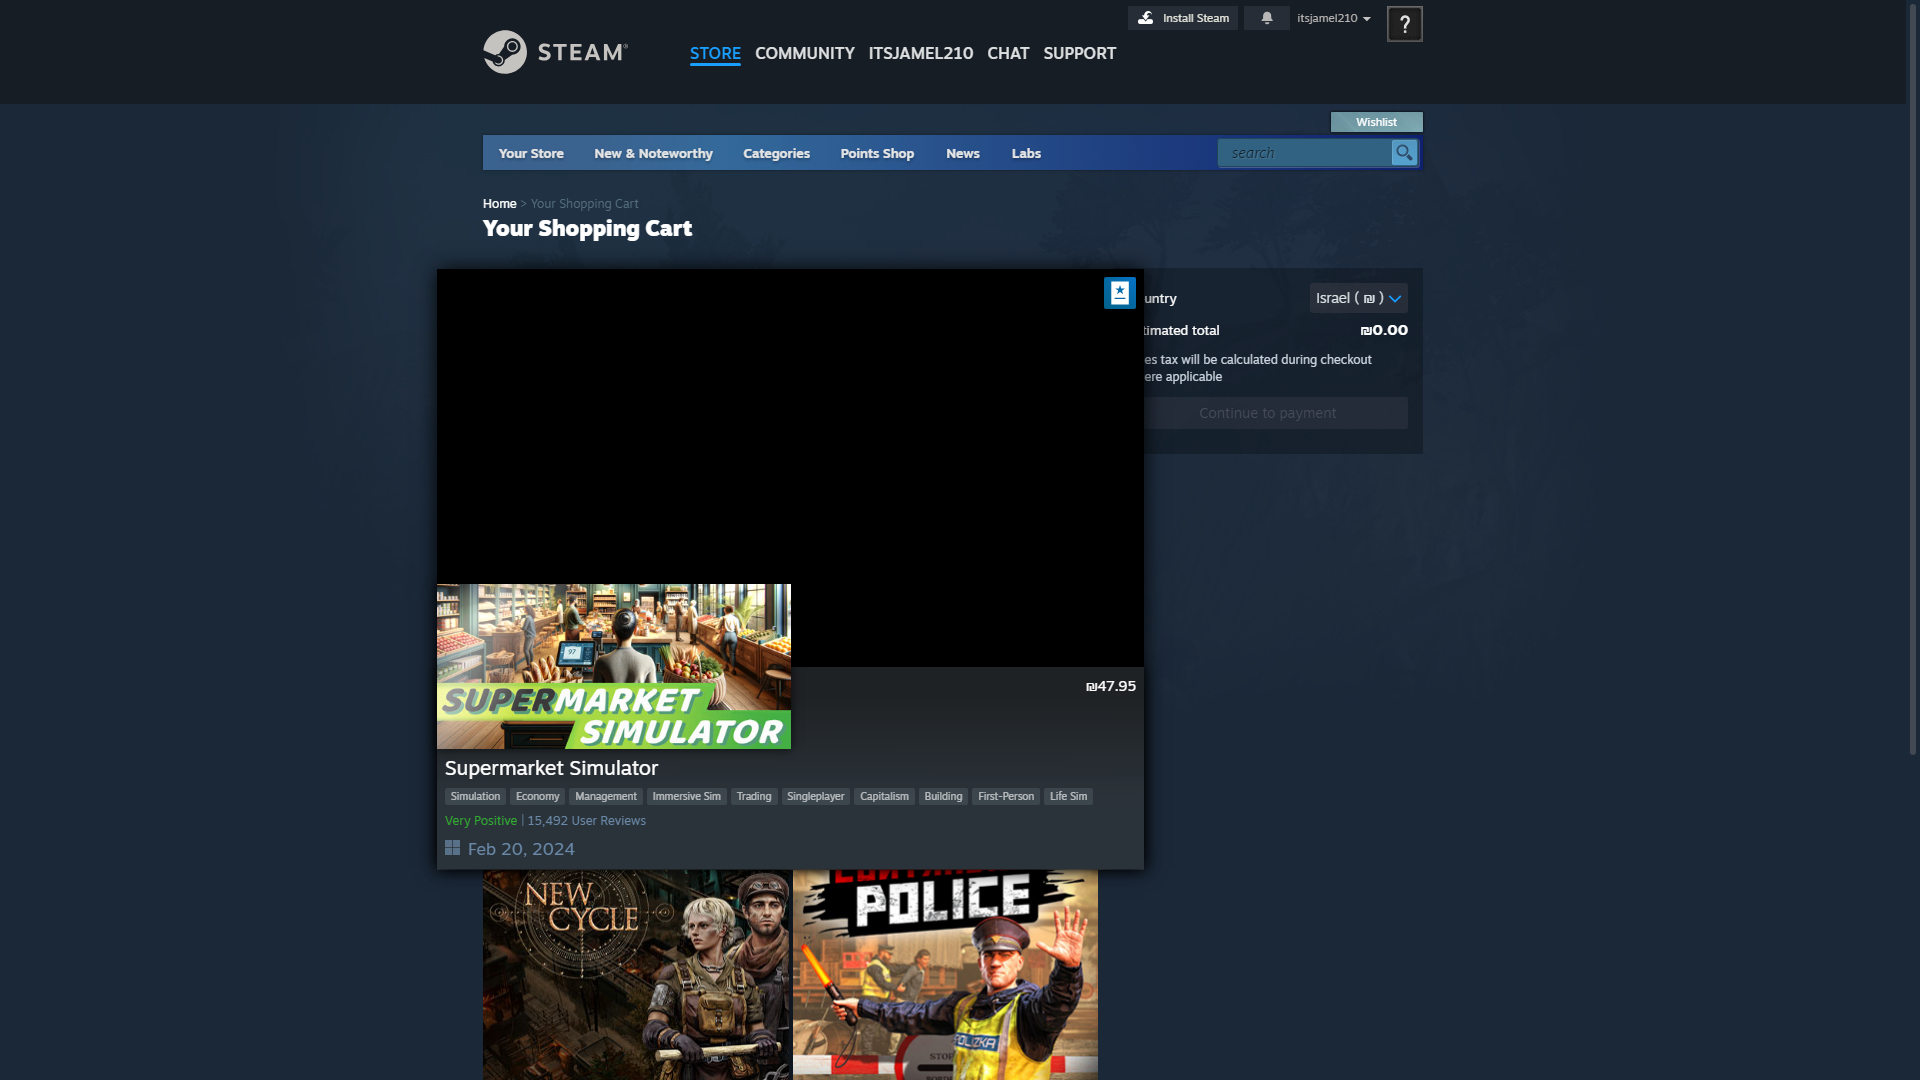 Install Steam
itsjamel210
?
STEAM®
STORE
COMMUNITY
ITSJAMEL210
CHAT
SUPPORT
Wishlist
Your Store
New & Noteworthy
Categories
Points Shop
News
Labs
search
Home > Your Shopping Cart
Your Shopping Cart
untry
Israel ( ₪ )
timated total
₪0.00
es tax will be calculated during checkout
ere applicable
Continue to payment
97
SUPERMARKET
SIMULATOR
₪47.95
Supermarket Simulator
Simulation
Economy
Management
Immersive Sim
Trading
Singleplayer
Capitalism
Building
First-Person
Life Sim
Very Positive | 15,492 User Reviews
Feb 20, 2024
NEW
CYCLE
POLICE
POLIZKA
STOP